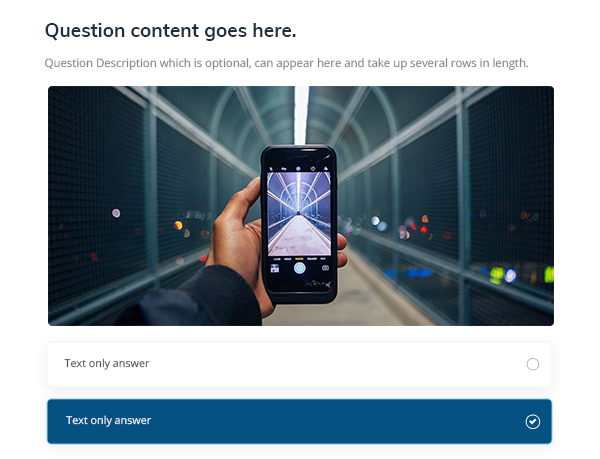 Question content goes here.
Question Description which is optional, can appear here and take up several rows in length.
Text only answer
Text only answer